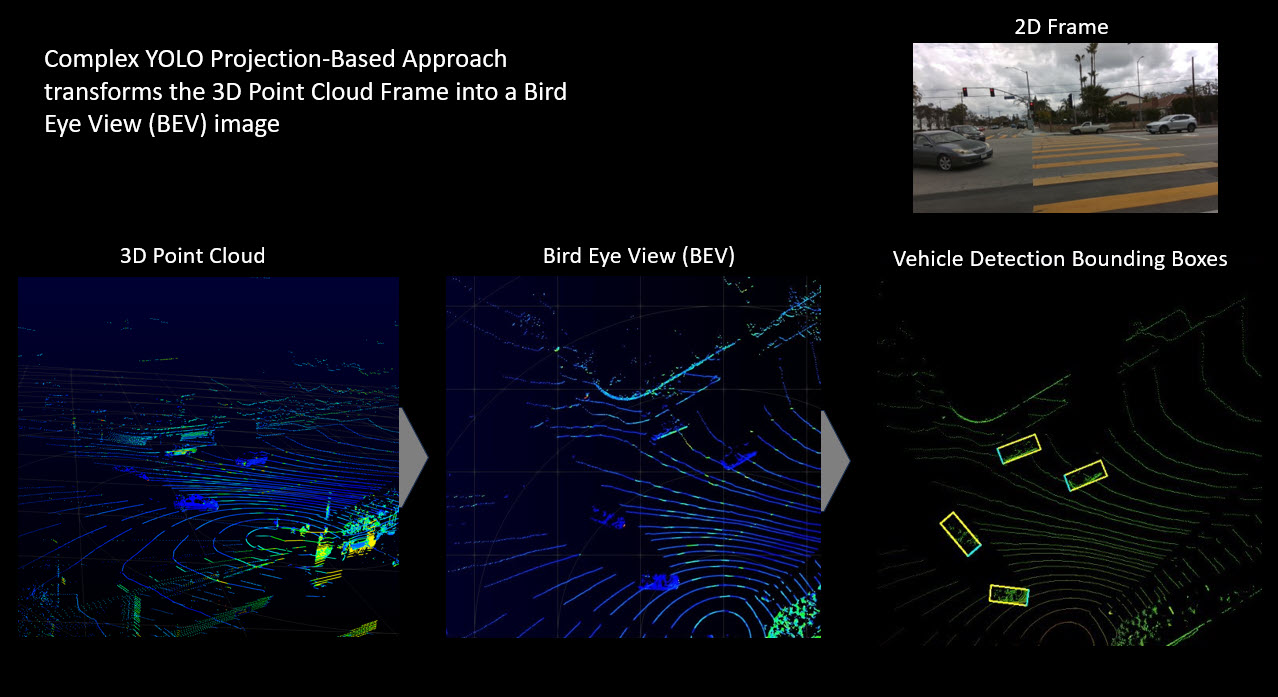 2D Frame
Complex YOLO Projection-Based Approach
transforms the 3D Point Cloud Frame into a Bird
Eye View (BEV) image
3D Point Cloud
Bird Eye View (BEV)
Vehicle Detection Bounding Boxes